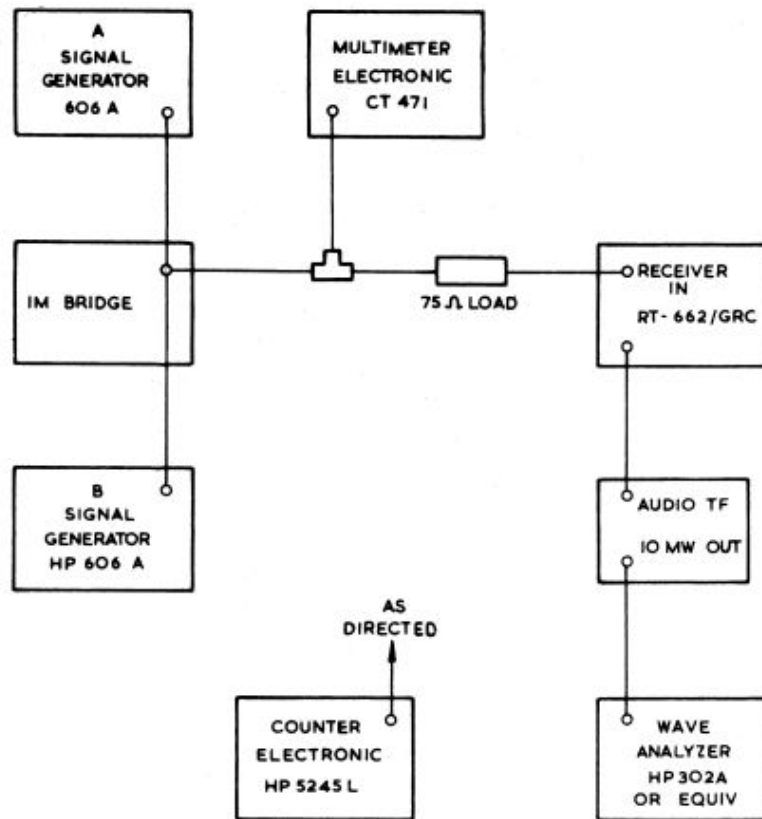 A
SIGNAL
GENERATOR
606 A
MULTIMETER
ELECTRONIC
CT 471
IM BRIDGE
75 Ω LOAD
RECEIVER
IN
RT-662/GRC
B
SIGNAL
GENERATOR
HP 606 A
AUDIO TF
10 MW OUT
AS
DIRECTED
COUNTER
ELECTRONIC
HP 5245 L
WAVE
ANALYZER
HP 302A
OR EQUIV